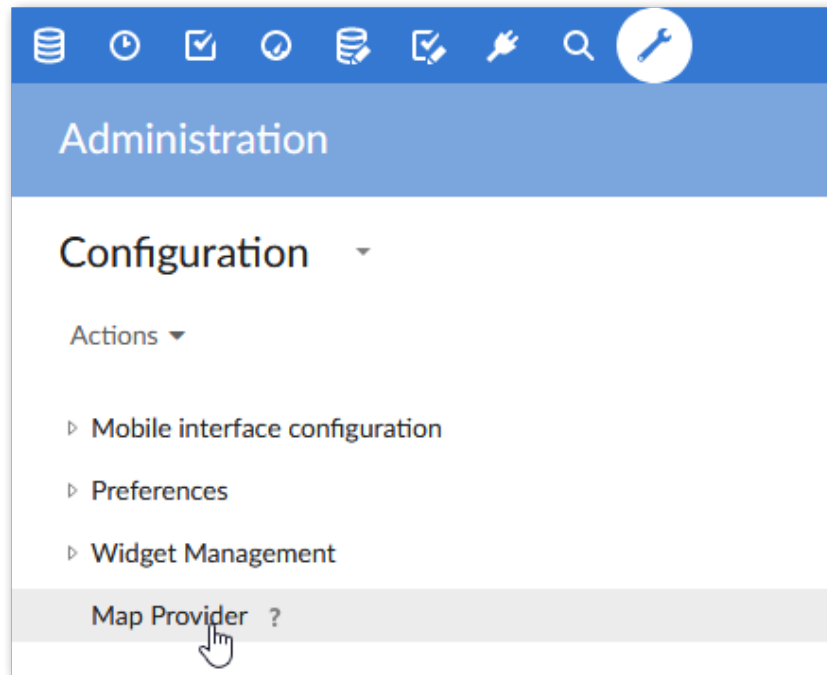 Administration
Configuration
Actions
Mobile interface configuration
Preferences
Widget Management
Map Provider ?